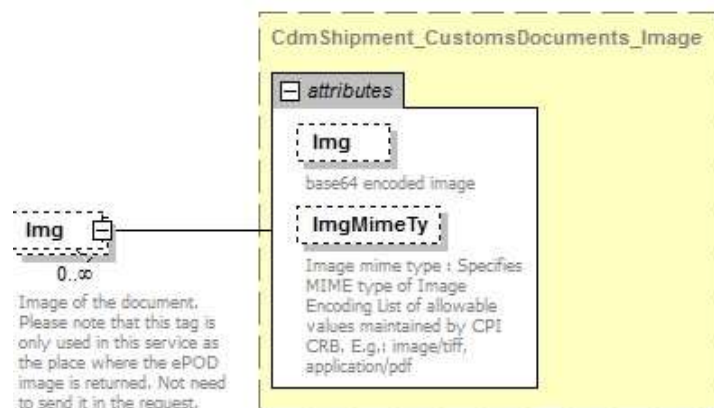 CdmShipment_CustomsDocuments_Image
attributes
Img
base64 encoded image
ImgMimeTy
Image mime type : Specifies
MIME type of Image
Encoding List of allowable
values maintained by CPI
CRB. E.g.: image/tiff,
application/pdf
Img
0..∞
Image of the document.
Please note that this tag is
only used in this service as
the place where the ePOD
image is returned. Not need
to send it in the request.